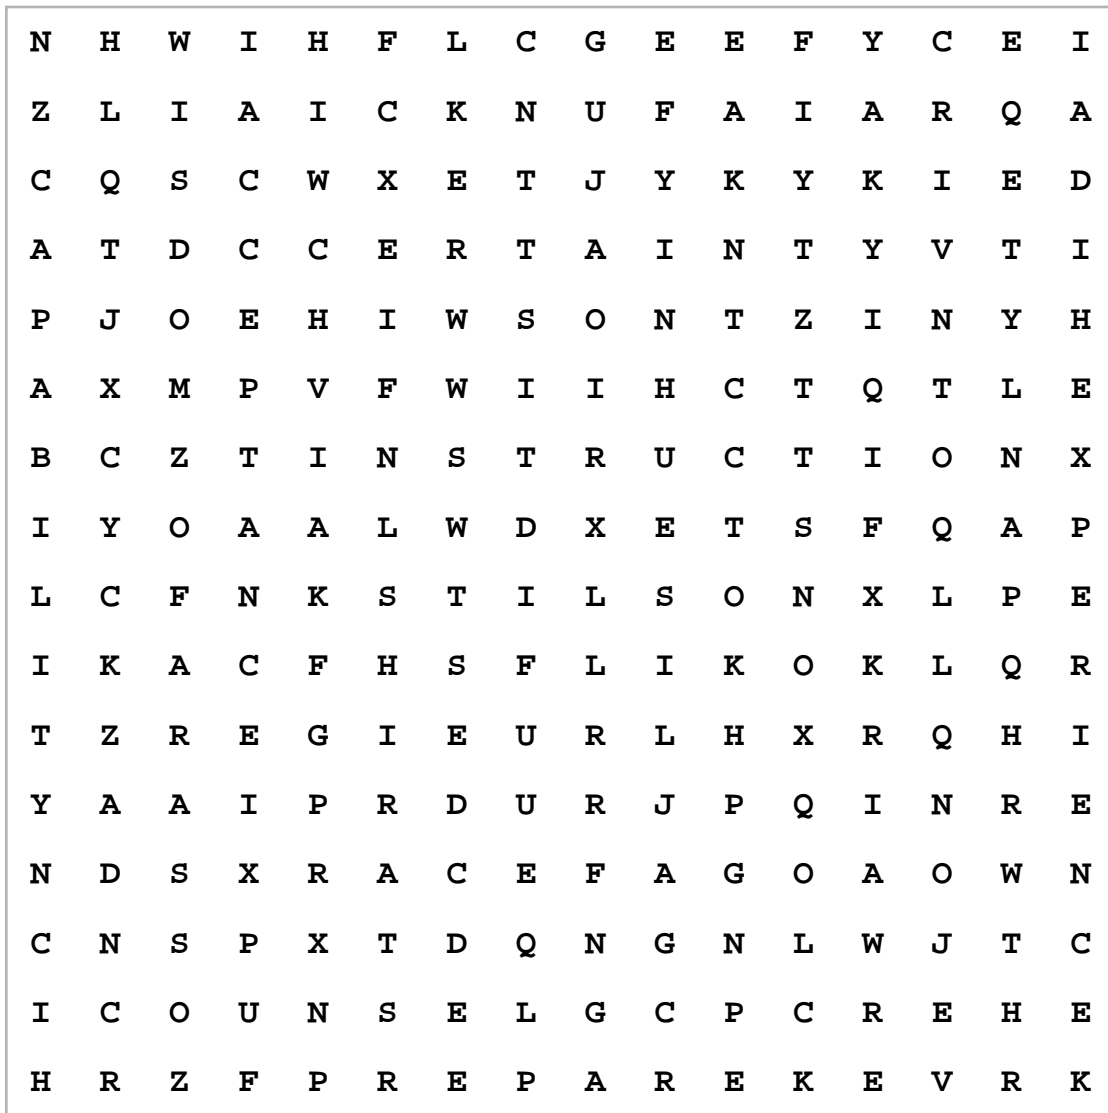 N H W I H F L C G E E F Y C E I
Z L I A I C K N U F A I A R Q A
C Q S C W X E T J Y K Y K I E D
A T D C C E R T A I N T Y V T I
P J O E H I W S O N T Z I N Y H
A X M P V F W I I H C T Q T L E
B C Z T I N S T R U C T I O N X
I Y O A A L W D X E T S F Q A P
L C F N K S T I L S O N X L P E
I K A C F H S F L I K O K L Q R
T Z R E G I E U R L H X R Q H I
Y A A I P R D U R J P Q I N R E
N D S X R A C E F A G O A O W N
C N S P X T D Q N G N L W J T C
I C O U N S E L G C P C R E H E
H R Z F P R E P A R E K E V R K